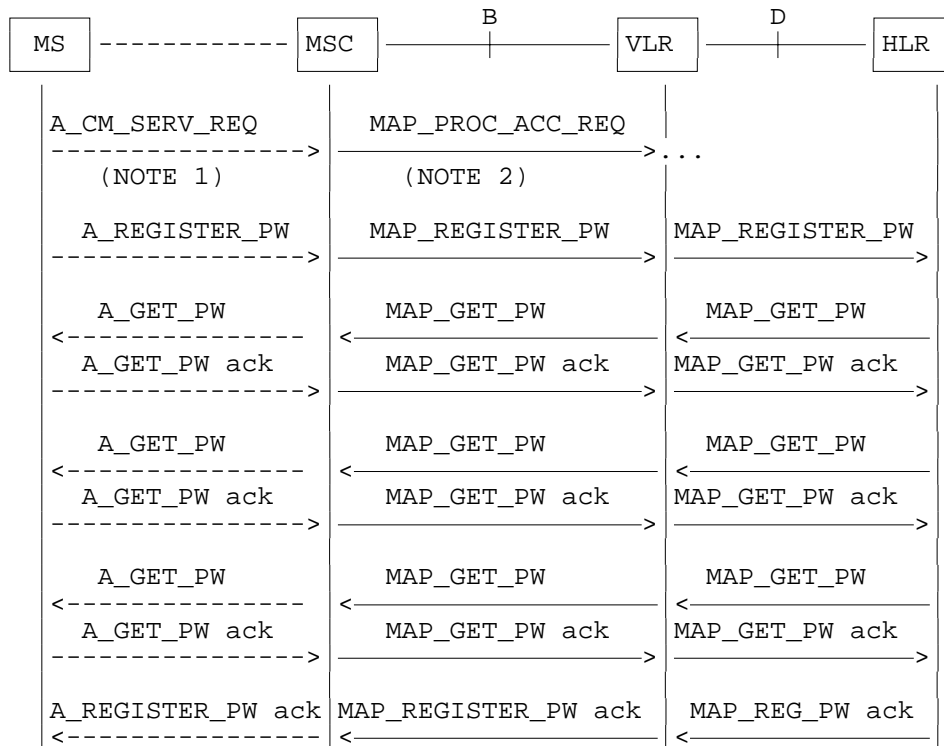 B D
MS MSC VLR HLR
A_CM_SERV_REQ MAP_PROC_ACC_REQ
...
(NOTE 1) (NOTE 2)
A_REGISTER_PW MAP_REGISTER_PW MAP_REGISTER_PW
A_GET_PW MAP_GET_PW MAP_GET_PW
A_GET_PW ack MAP_GET_PW ack MAP_GET_PW ack
A_GET_PW MAP_GET_PW MAP_GET_PW
A_GET_PW ack MAP_GET_PW ack MAP_GET_PW ack
A_GET_PW MAP_GET_PW MAP_GET_PW
A_GET_PW ack MAP_GET_PW ack MAP_GET_PW ack
A_REGISTER_PW ack MAP_REGISTER_PW ack MAP_REG_PW ack